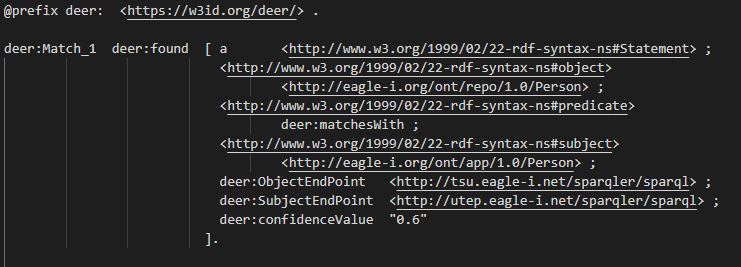 @prefix deer:  <https://w3id.org/deer/> .
deer:Match_1  deer:found  [ a       <http://www.w3.org/1999/02/22-rdf-syntax-ns#Statement> ;
<http://www.w3.org/1999/02/22-rdf-syntax-ns#object>
<http://eagle-i.org/ont/repo/1.0/Person> ;
<http://www.w3.org/1999/02/22-rdf-syntax-ns#predicate>
deer:matchesWith ;
<http://www.w3.org/1999/02/22-rdf-syntax-ns#subject>
<http://eagle-i.org/ont/app/1.0/Person> ;
deer:ObjectEndPoint   <http://tsu.eagle-i.net/sparqler/sparql> ;
deer:SubjectEndPoint  <http://utep.eagle-i.net/sparqler/sparql> ;
deer:confidenceValue  "0.6"
].